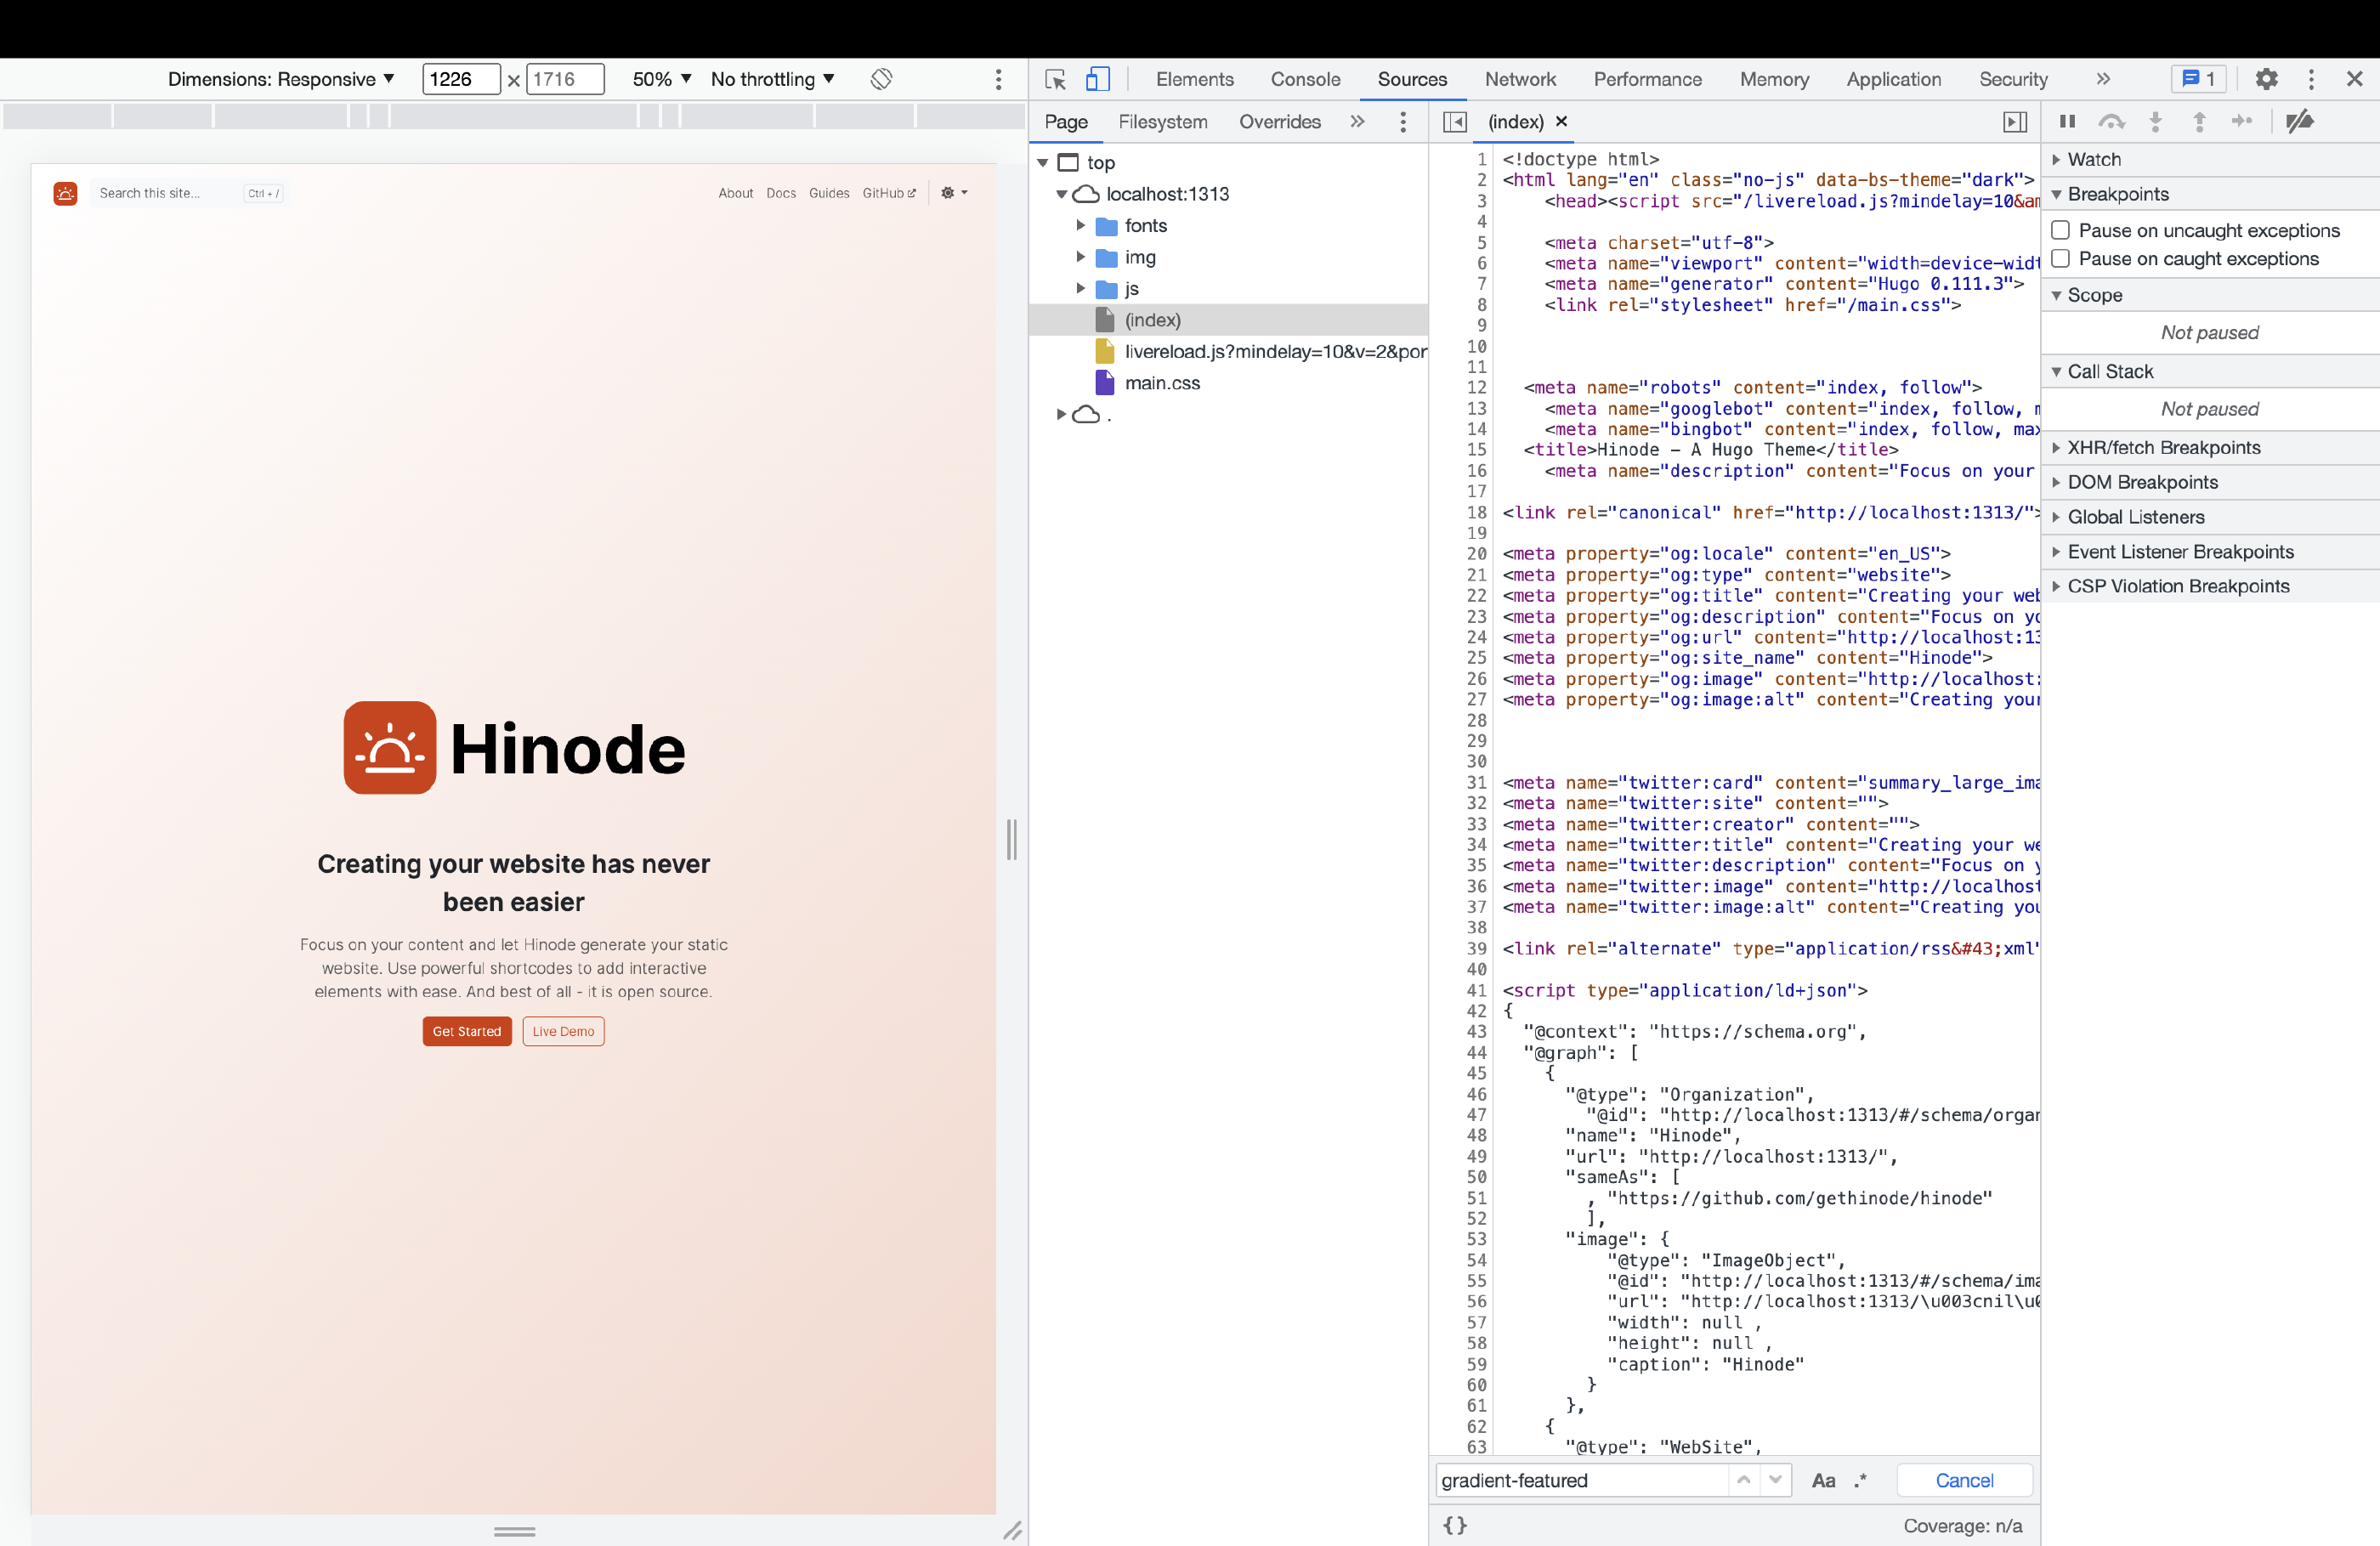 Dimensions: Responsive ▼ 1226 × 1716 50% ▼ No throttling ▼
Search this site... Ctrl + /
About Docs Guides GitHub
Hinode
Creating your website has never
been easier
Focus on your content and let Hinode generate your static
website. Use powerful shortcodes to add interactive
elements with ease. And best of all - it is open source.
Get Started Live Demo
Elements Console Sources Network Performance Memory Application Security » 1
Page Filesystem Overrides »
top
localhost:1313
fonts
img
js
(index)
livereload.js?mindelay=10&v=2&por
main.css
.
(index) ×
1 <!doctype html>
2 <html lang="en" class="no-js" data-bs-theme="dark">
3 <head><script src="/livereload.js?mindelay=10&am
4
5 <meta charset="utf-8">
6 <meta name="viewport" content="width=device-widt
7 <meta name="generator" content="Hugo 0.111.3">
8 <link rel="stylesheet" href="/main.css">
9
10
11
12 <meta name="robots" content="index, follow">
13 <meta name="googlebot" content="index, follow, m
14 <meta name="bingbot" content="index, follow, max
15 <title>Hinode – A Hugo Theme</title>
16 <meta name="description" content="Focus on your
17
18 <link rel="canonical" href="http://localhost:1313/">
19
20 <meta property="og:locale" content="en_US">
21 <meta property="og:type" content="website">
22 <meta property="og:title" content="Creating your web
23 <meta property="og:description" content="Focus on yo
24 <meta property="og:url" content="http://localhost:13
25 <meta property="og:site_name" content="Hinode">
26 <meta property="og:image" content="http://localhost:
27 <meta property="og:image:alt" content="Creating your
28
29
30
31 <meta name="twitter:card" content="summary_large_ima
32 <meta name="twitter:site" content="">
33 <meta name="twitter:creator" content="">
34 <meta name="twitter:title" content="Creating your we
35 <meta name="twitter:description" content="Focus on y
36 <meta name="twitter:image" content="http://localhost
37 <meta name="twitter:image:alt" content="Creating you
38
39 <link rel="alternate" type="application/rss&#43;xml"
40
41 <script type="application/ld+json">
42 {
43 "@context": "https://schema.org",
44 "@graph": [
45 {
46 "@type": "Organization",
47 "@id": "http://localhost:1313/#/schema/organ
48 "name": "Hinode",
49 "url": "http://localhost:1313/",
50 "sameAs": [
51 , "https://github.com/gethinode/hinode"
52 ],
53 "image": {
54 "@type": "ImageObject",
55 "@id": "http://localhost:1313/#/schema/ima
56 "url": "http://localhost:1313/\u003cnil\u0
57 "width": null ,
58 "height": null ,
59 "caption": "Hinode"
60 }
61 },
62 {
63 "@type": "WebSite",
gradient-featured Aa .* Cancel
{} Coverage: n/a
Watch
Breakpoints
Pause on uncaught exceptions
Pause on caught exceptions
Scope
Not paused
Call Stack
Not paused
XHR/fetch Breakpoints
DOM Breakpoints
Global Listeners
Event Listener Breakpoints
CSP Violation Breakpoints